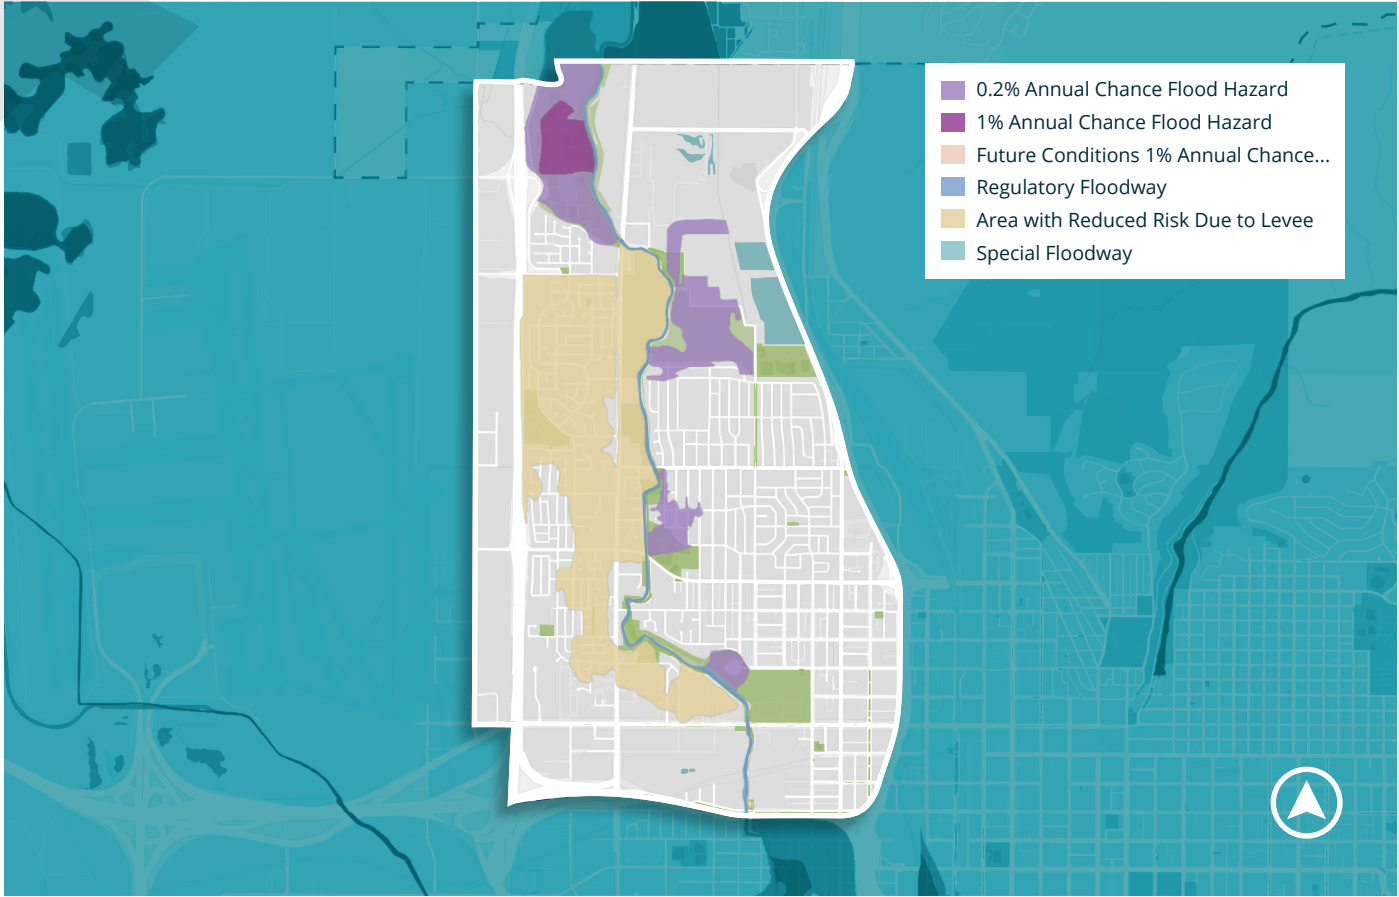 0.2% Annual Chance Flood Hazard
1% Annual Chance Flood Hazard
Future Conditions 1% Annual Chance...
Regulatory Floodway
Area with Reduced Risk Due to Levee
Special Floodway